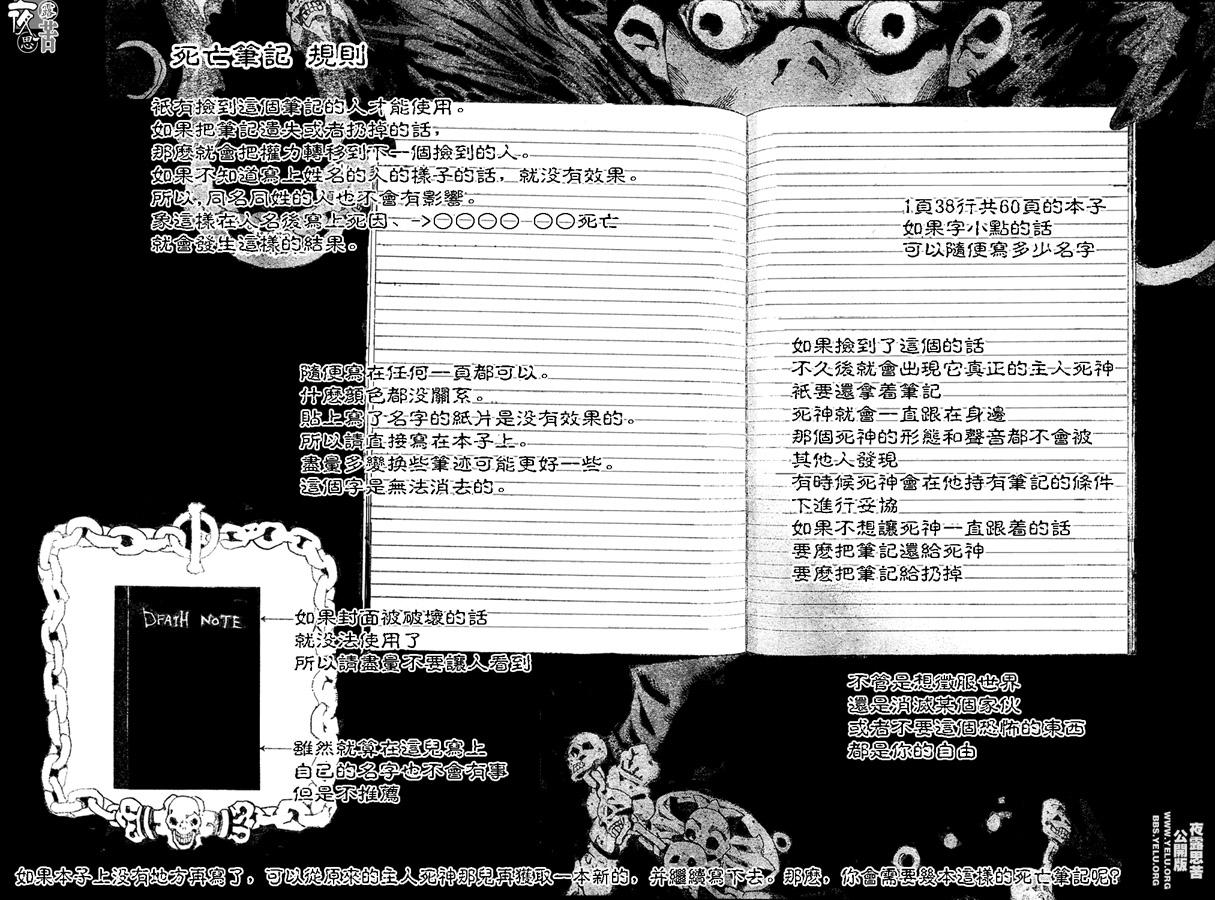 夜露思苦
死亡筆記 規則
祇有撿到這個筆記的人才能使用。
如果把筆記遺失或者扔掉的話，
那麽就會把權力轉移到下一個撿到的人。
如果不知道寫上姓名的人的樣子的話，就没有效果。
所以,同名同姓的人也不會有影響。
象這樣在人名後寫上死因、->○○○○ ○○死亡
就會發生這樣的結果。
1頁38行共60頁的本子
如果字小點的話
可以隨便寫多少名字
隨便寫在任何一頁都可以。
什麽顔色都没關系。
貼上寫了名字的紙片是没有效果的。
所以請直接寫在本子上。
盡量多變换些筆迹可能更好一些。
這個字是無法消去的。
如果撿到了這個的話
不久後就會出現它真正的主人死神
祇要還拿着筆記
死神就會一直跟在身邊
那個死神的形態和聲音都不會被
其他人發現
有時候死神會在他持有筆記的條件
下進行妥協
如果不想讓死神一直跟着的話
要麽把筆記還給死神
要麽把筆記給扔掉
DEATH NOTE
如果封面被破壞的話
就没法使用了
所以請盡量不要讓人看到
雖然就算在這兒寫上
自己的名字也不會有事
但是不推薦
不管是想徵服世界
還是消滅某個家伙
或者不要這個恐怖的東西
都是你的自由
如果本子上没有地方再寫了，可以從原來的主人死神那兒再獲取一本新的，并繼續寫下去。那麽，你會需要幾本這樣的死亡筆記呢?
夜露思苦
公開版
WWW.YELU.ORG
BBS.YELU.ORG